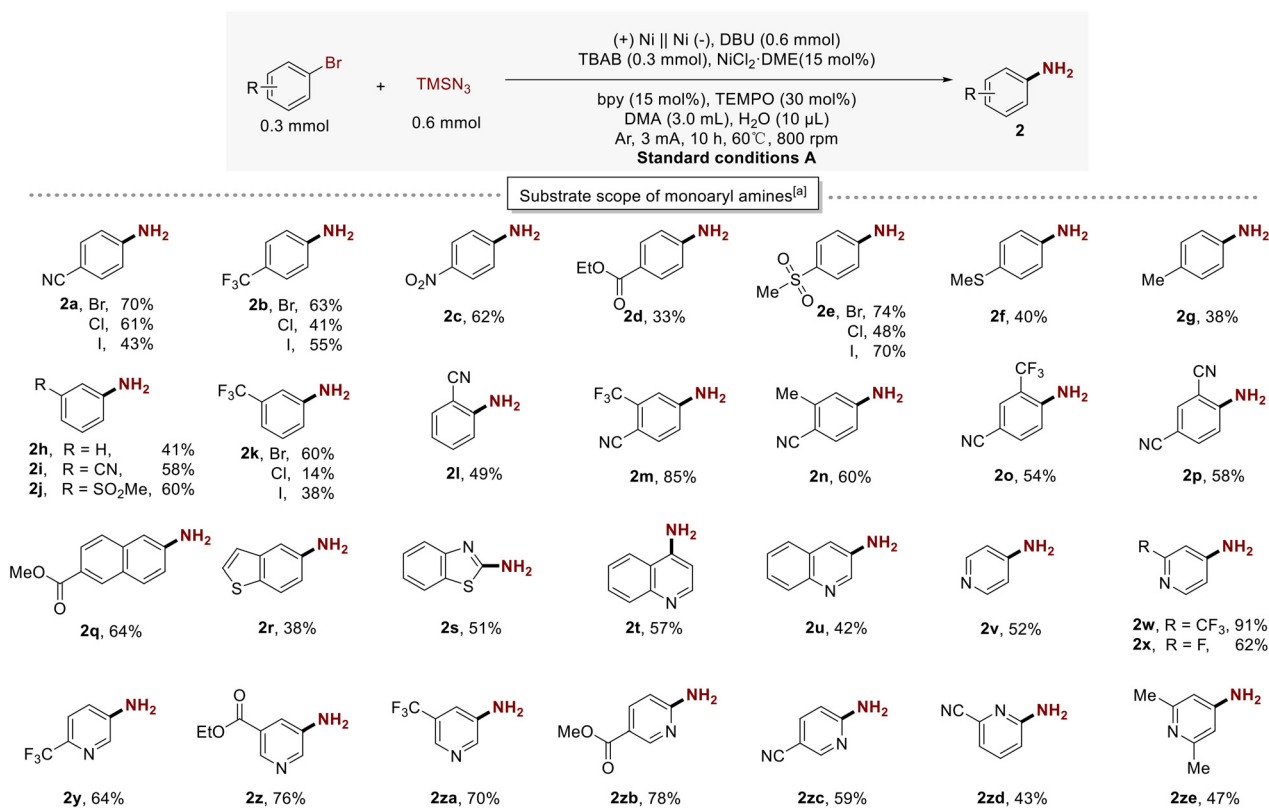 (+) Ni || Ni (-), DBU (0.6 mmol)
TBAB (0.3 mmol), NiCl₂·DME(15 mol%)
R
Br
+
TMSN₃
NH₂
R
0.3 mmol
0.6 mmol
2
bpy (15 mol%), TEMPO (30 mol%)
DMA (3.0 mL), H₂O (10 µL)
Ar, 3 mA, 10 h, 60℃, 800 rpm
Standard conditions A
Substrate scope of monoaryl amines[a]
NH₂
NC
2a, Br, 70%
Cl, 61%
I, 43%
NH₂
F₃C
2b, Br, 63%
Cl, 41%
I, 55%
NH₂
O₂N
2c, 62%
NH₂
EtO
O
2d, 33%
NH₂
S
Me
O
O
2e, Br, 74%
Cl, 48%
I, 70%
NH₂
MeS
2f, 40%
NH₂
Me
2g, 38%
R
NH₂
2h R = H, 41%
2i R = CN, 58%
2j R = SO₂Me, 60%
F₃C
NH₂
2k, Br, 60%
Cl, 14%
I, 38%
CN
NH₂
2l, 49%
F₃C
NH₂
NC
2m, 85%
Me
NH₂
NC
2n, 60%
CF₃
NH₂
NC
2o, 54%
CN
NH₂
NC
2p, 58%
NH₂
MeO
O
2q, 64%
NH₂
S
2r, 38%
N
NH₂
S
2s, 51%
NH₂
N
2t, 57%
NH₂
N
2u, 42%
NH₂
N
2v, 52%
R
NH₂
N
2w, R = CF₃, 91%
2x, R = F, 62%
NH₂
F₃C
N
2y, 64%
O
EtO
NH₂
N
2z, 76%
F₃C
NH₂
N
2za, 70%
NH₂
MeO
N
O
2zb, 78%
NH₂
NC
N
2zc, 59%
NC
N
NH₂
2zd, 43%
Me
NH₂
N
Me
2ze, 47%